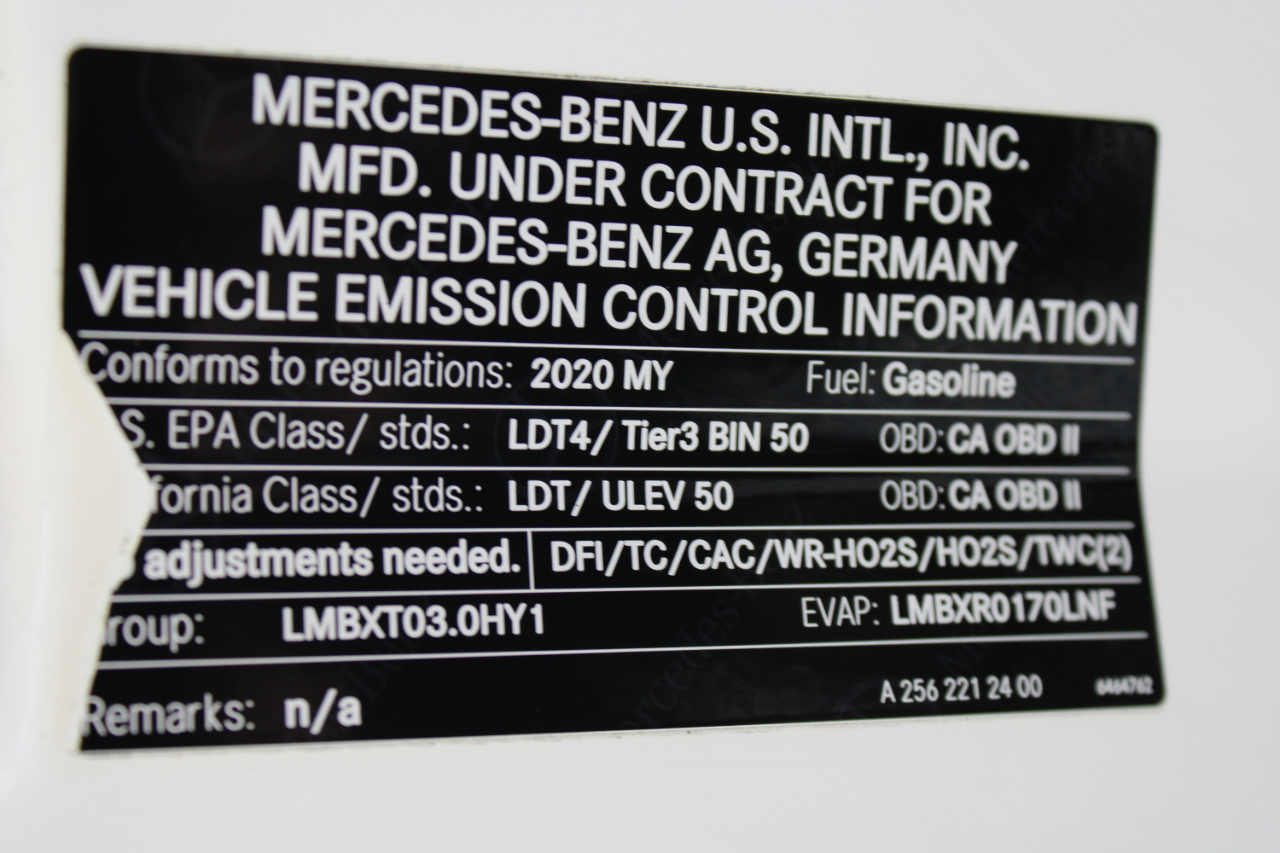 MERCEDES-BENZ U.S. INTL., INC.
MFD. UNDER CONTRACT FOR
MERCEDES-BENZ AG, GERMANY
VEHICLE EMISSION CONTROL INFORMATION
Conforms to regulations: 2020 MY Fuel: Gasoline
S. EPA Class/ stds.: LDT4/ Tier3 BIN 50 OBD: CA OBD II
fornia Class/ stds.: LDT/ ULEV 50 OBD: CA OBD II
adjustments needed. DFI/TC/CAC/WR-HO2S/HO2S/TWC(2)
roup: LMBXT03.0HY1 EVAP: LMBXR0170LNF
Remarks: n/a A 256 221 24 00 6464762